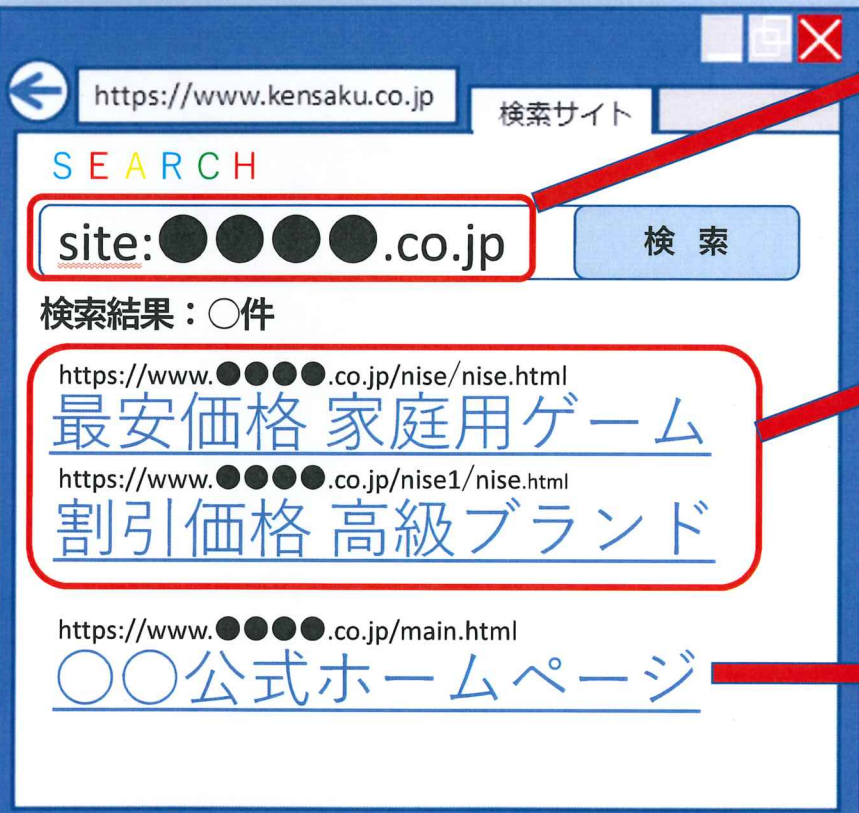 https://www.kensaku.co.jp
検索サイト
SEARCH
site:●●●●.co.jp
検 索
検索結果：○件
https://www.●●●●.co.jp/nise/nise.html
最安価格 家庭用ゲーム
https://www.●●●●.co.jp/nise1/nise.html
割引価格 高級ブランド
https://www.●●●●.co.jp/main.html
○○公式ホームページ